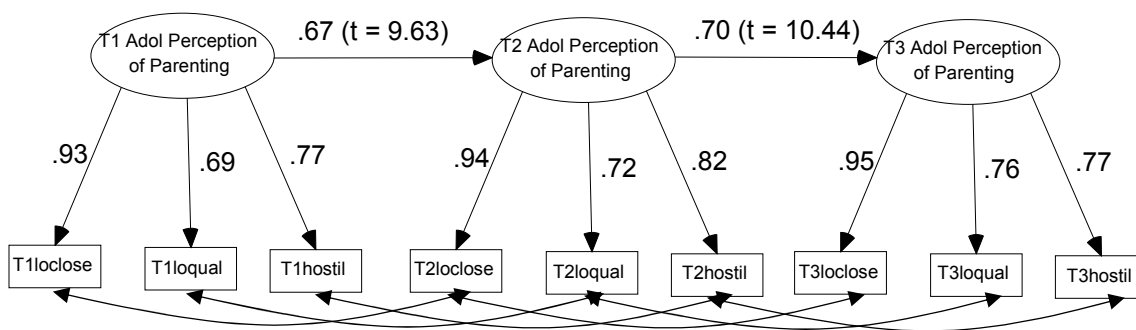 .67 (t = 9.63)
.70 (t = 10.44)
T1 Adol Perception
of Parenting
T2 Adol Perception
of Parenting
T3 Adol Perception
of Parenting
.93
.69
.77
.94
.72
.82
.95
.76
.77
T1loclose
T1loqual
T1hostil
T2loclose
T2loqual
T2hostil
T3loclose
T3loqual
T3hostil